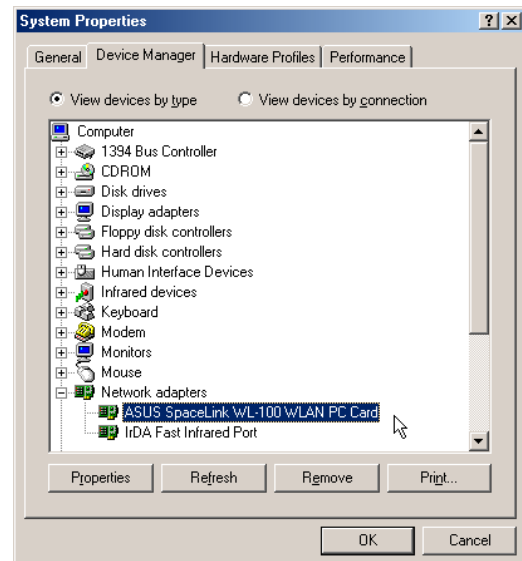 System Properties
General Device Manager Hardware Profiles Performance
View devices by type View devices by connection
Computer
1394 Bus Controller
CDROM
Disk drives
Display adapters
Floppy disk controllers
Hard disk controllers
Human Interface Devices
Infrared devices
Keyboard
Modem
Monitors
Mouse
Network adapters
ASUS SpaceLink WL-100 WLAN PC Card
IrDA Fast Infrared Port
Properties Refresh Remove Print...
OK Cancel